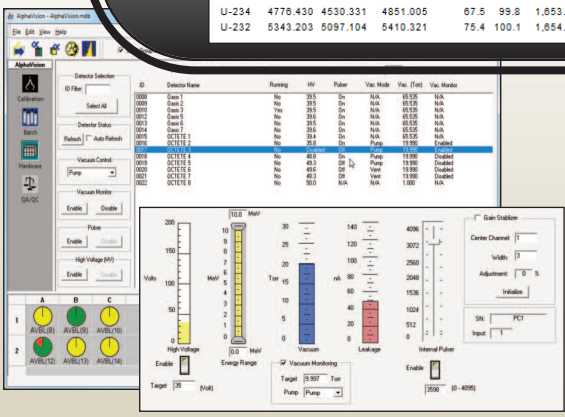 U-234 4776.430 4530.331 4851.005 67.5 99.8 1,653.
U-232 5343.203 5097.104 5410.321 75.4 100.1 1,654.
AlphaVision - AlphaVision.mdb
File Edit View Help
Group
AlphaVision
Calibration
Batch
Hardware
QA/QC
Detector Selection
ID Filter:
Select All
Detector Status
Refresh Auto Refresh
Vacuum Control
Pump
Vacuum Monitor
Enable Disable
Pulser
Enable Disable
High Voltage (HV)
Enable Disable
ID Detector Name Running HV Pulser Vac. Mode Vac. (Torr) Vac. Monitor
0008 Oasis 1 No 39.5 On N/A 65.535 N/A
0009 Oasis 2 No 39.5 On N/A 65.535 N/A
0010 Oasis 3 Yes 39.5 On N/A 65.535 N/A
0012 Oasis 5 No 39.6 On N/A 65.535 N/A
0013 Oasis 6 No 39.5 On N/A 65.535 N/A
0014 Oasis 7 No 39.6 On N/A 65.535 N/A
0015 OCTETE 1 No 39.4 On N/A 65.535 N/A
0016 OCTETE 2 No 35.8 On Pump 19.990 Enabled
No Disabled Off Pump 19.990 Enabled
0018 OCTETE 4 No 48.8 On Pump 19.990 Disabled
0019 OCTETE 5 No 49.3 Off Pump 19.990 Disabled
0020 OCTETE 6 No 49.6 Off Vent 19.990 Disabled
0021 OCTETE 7 No 48.3 Off Vent 19.990 Disabled
0022 OCTETE 8 No 50.0 N/A N/A 1.000 N/A
A B C
1 AVBL(8) AVBL(9) AVBL(10)
2 AVBL(12) AVBL(13) AVBL(14)
200 150 100 50 0
Volts
High Voltage
Enable
Target 35 (Volt)
10.0 MeV
10 9 8 7 6 5 4 3 2 1 0
MeV
0.0 MeV
Energy Range
30 25 20 15 10 5 0
Torr
Vacuum
Vacuum Monitoring
Target 9.997 Torr
Pump Pump
140 120 100 80 60 40 20 0
nA
Leakage
4096 3072 2560 2048 1536 1024 512 0
Internal Pulser
Enable
3598 (0 - 4095)
Gain Stabilizer
Center Channel: 1
Width: 3
Adjustment: 0 %
Initialize
SN: PC1
Input: 1